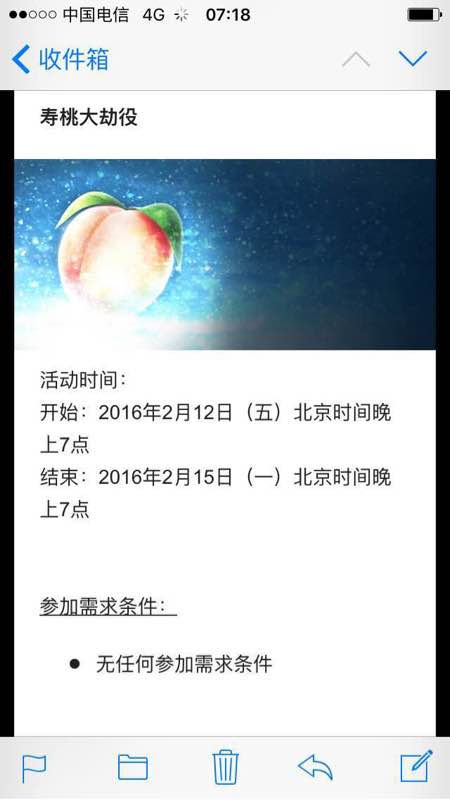 中国电信 4G 07:18
收件箱
寿桃大劫役
活动时间：
开始：2016年2月12日（五）北京时间晚
上7点
结束：2016年2月15日（一）北京时间晚
上7点
参加需求条件：
● 无任何参加需求条件